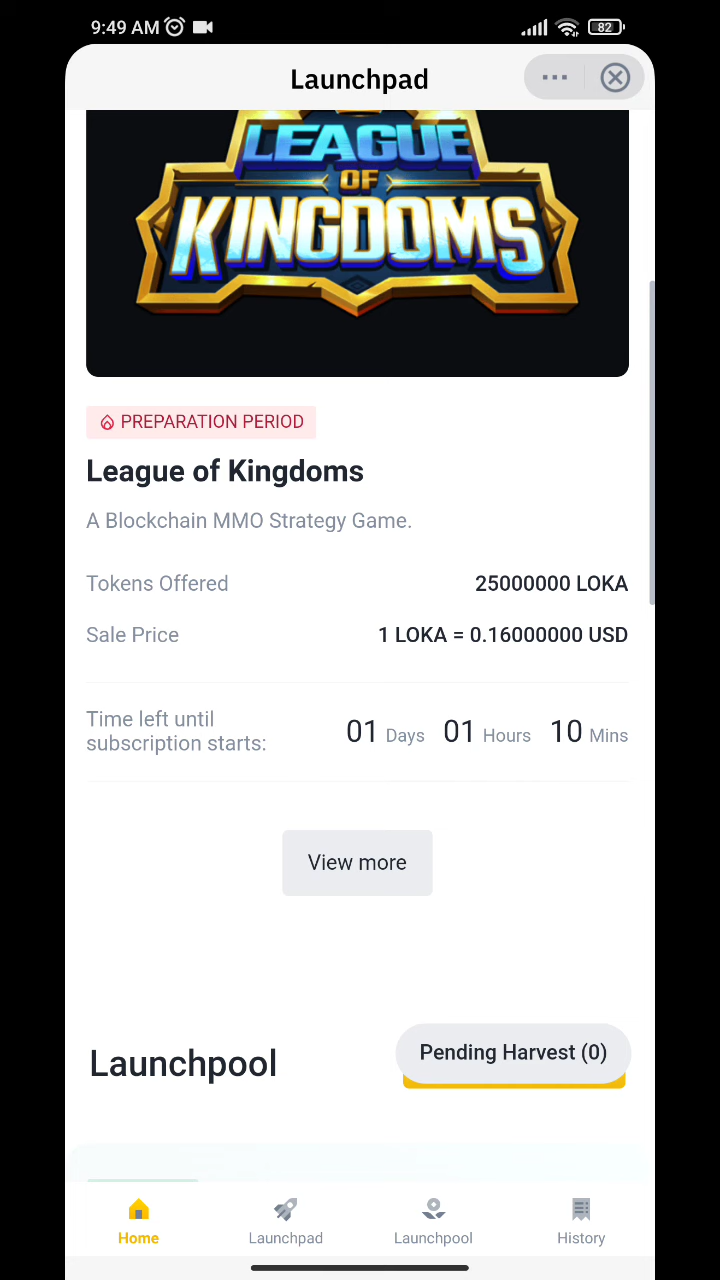 9:49 AM
82
Launchpad
LEAGUE
OF
KINGDOMS
PREPARATION PERIOD
League of Kingdoms
A Blockchain MMO Strategy Game.
Tokens Offered 25000000 LOKA
Sale Price 1 LOKA = 0.16000000 USD
Time left until
subscription starts: 01 Days 01 Hours 10 Mins
View more
Launchpool Pending Harvest (0)
Home Launchpad Launchpool History